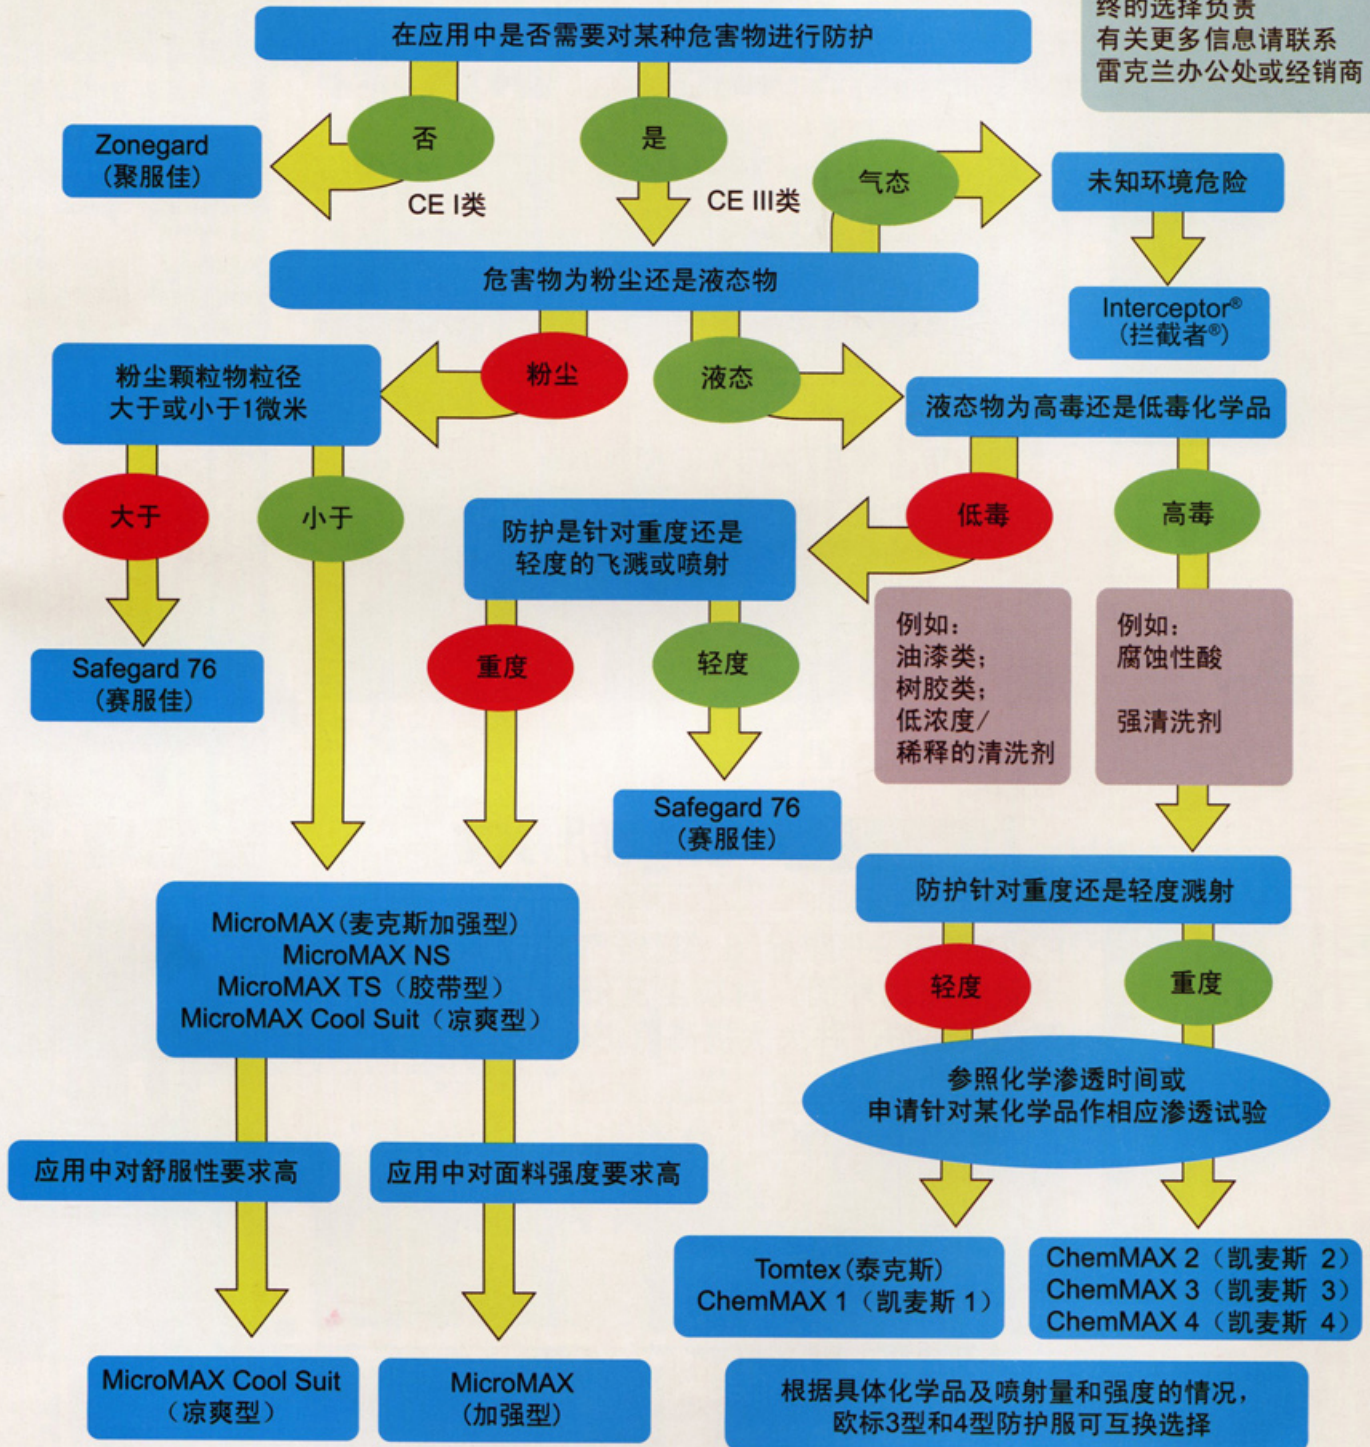 终的选择负责
有关更多信息请联系
雷克兰办公处或经销商
在应用中是否需要对某种危害物进行防护
否
是
气态
Zonegard
(聚服佳)
CE I类
CE III类
未知环境危险
危害物为粉尘还是液态物
Interceptor®
(拦截者®)
粉尘
液态
粉尘颗粒物粒径
大于或小于1微米
液态物为高毒还是低毒化学品
大于
小于
防护是针对重度还是
轻度的飞溅或喷射
低毒
高毒
Safegard 76
(赛服佳)
重度
轻度
例如：
油漆类；
树胶类；
低浓度/
稀释的清洗剂
例如：
腐蚀性酸
强清洗剂
Safegard 76
(赛服佳)
防护针对重度还是轻度溅射
MicroMAX(麦克斯加强型)
MicroMAX NS
MicroMAX TS（胶带型）
MicroMAX Cool Suit（凉爽型）
轻度
重度
参照化学渗透时间或
申请针对某化学品作相应渗透试验
应用中对舒服性要求高
应用中对面料强度要求高
Tomtex(泰克斯)
ChemMAX 1（凯麦斯 1）
ChemMAX 2（凯麦斯 2）
ChemMAX 3（凯麦斯 3）
ChemMAX 4（凯麦斯 4）
MicroMAX Cool Suit
（凉爽型）
MicroMAX
(加强型)
根据具体化学品及喷射量和强度的情况，
欧标3型和4型防护服可互换选择